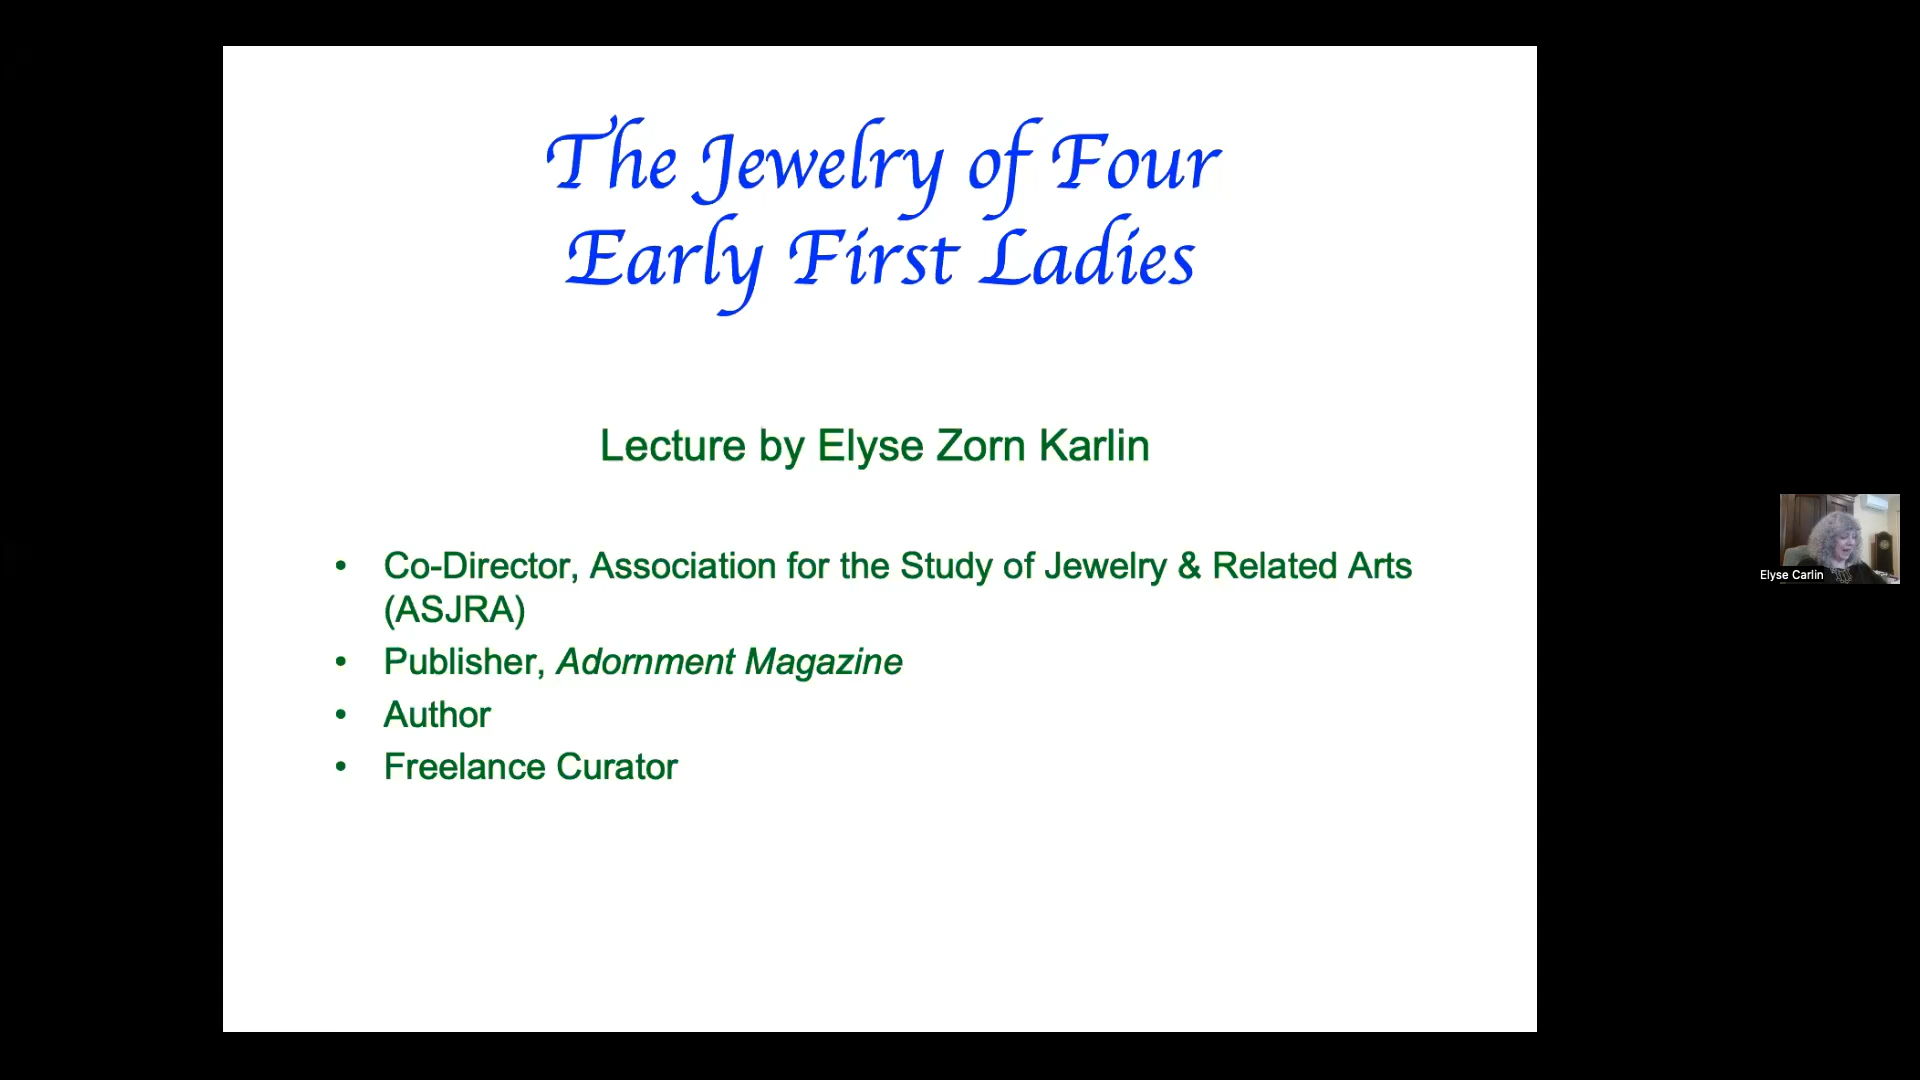 The Jewelry of Four
Early First Ladies
Lecture by Elyse Zorn Karlin
• Co-Director, Association for the Study of Jewelry & Related Arts
(ASJRA)
• Publisher, Adornment Magazine
• Author
• Freelance Curator
Elyse Carlin